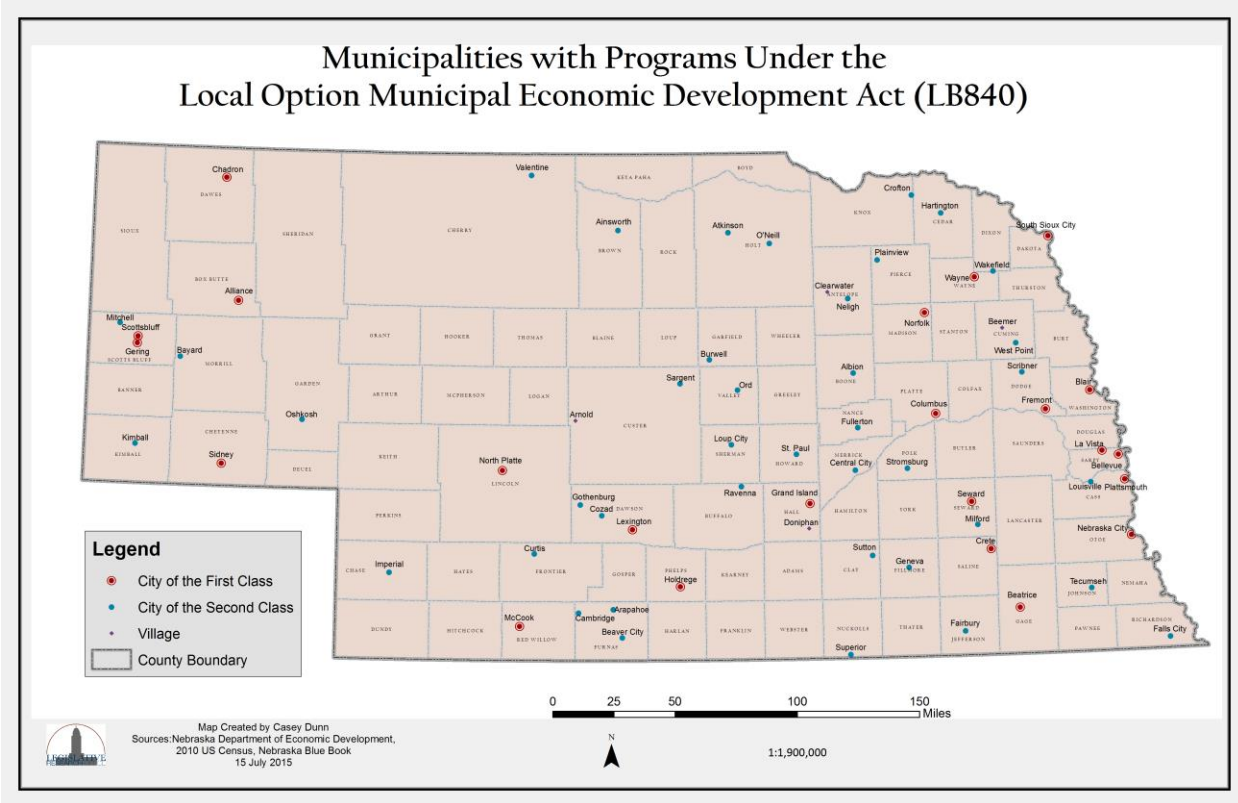 Municipalities with Programs Under the
Local Option Municipal Economic Development Act (LB840)
Chadron
DAWES
Valentine
KEYA PAHA
BOYD
Crofton
Hartington
CEDAR
KNOX
SIOUX
SHERIDAN
CHERRY
Ainsworth
BROWN
ROCK
Atkinson
O'Neill
HOLT
DIXON
South Sioux City
DAKOTA
Plainview
PIERCE
Wakefield
Wayne
WAYNE
THURSTON
BOX BUTTE
Alliance
Clearwater
ANTELOPE
Neligh
Mitchell
Scottsbluff
Gering
SCOTTS BLUFF
Bayard
MORRILL
GRANT
HOOKER
THOMAS
BLAINE
LOUP
GARFIELD
WHEELER
Norfolk
MADISON
STANTON
Beemer
CUMING
West Point
BURT
Burwell
BANNER
GARDEN
ARTHUR
MCPHERSON
LOGAN
Sargent
Ord
VALLEY
GREELEY
Albion
BOONE
Scribner
DODGE
Blair
WASHINGTON
PLATTE
COLFAX
Columbus
Fremont
Oshkosh
Arnold
CUSTER
NANCE
Fullerton
Kimball
KIMBALL
CHEYENNE
Sidney
DEUEL
KEITH
North Platte
LINCOLN
Loup City
SHERMAN
St. Paul
HOWARD
MERRICK
Central City
POLK
Stromsburg
BUTLER
SAUNDERS
DOUGLAS
La Vista
SARPY
Bellevue
Louisville
Plattsmouth
CASS
PERKINS
Gothenburg
Cozad
DAWSON
Lexington
Ravenna
BUFFALO
Grand Island
HALL
Doniphan
HAMILTON
YORK
Seward
SEWARD
Milford
LANCASTER
Nebraska City
OTOE
CHASE
Imperial
HAYES
Curtis
FRONTIER
GOSPER
PHELPS
Holdrege
KEARNEY
ADAMS
Sutton
CLAY
Geneva
FILLMORE
Crete
SALINE
Beatrice
GAGE
Tecumseh
JOHNSON
NEMAHA
DUNDY
HITCHCOCK
McCook
RED WILLOW
Cambridge
Arapahoe
Beaver City
FURNAS
HARLAN
FRANKLIN
WEBSTER
NUCKOLLS
Superior
THAYER
Fairbury
JEFFERSON
PAWNEE
RICHARDSON
Falls City
Legend
City of the First Class
City of the Second Class
Village
County Boundary
0 25 50 100 150
Miles
N
1:1,900,000
LEGISLATIVE
RESEARCH
Map Created by Casey Dunn
Sources:Nebraska Department of Economic Development,
2010 US Census, Nebraska Blue Book
15 July 2015